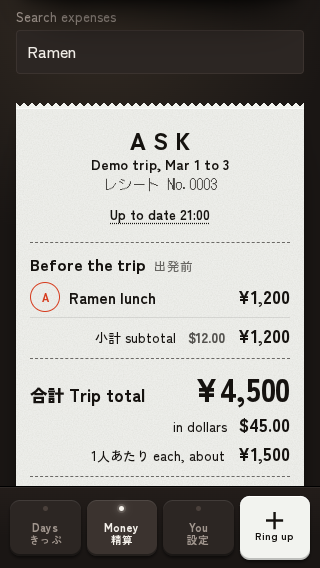 Search expenses
Ramen
ASK
Demo trip, Mar 1 to 3
レシート No.0003
Up to date 21:00
Before the trip 出発前
A Ramen lunch ¥1,200
小計 subtotal $12.00 ¥1,200
合計 Trip total ¥4,500
in dollars $45.00
1人あたり each, about ¥1,500
Days
きっぷ
Money
精算
You
設定
Ring up